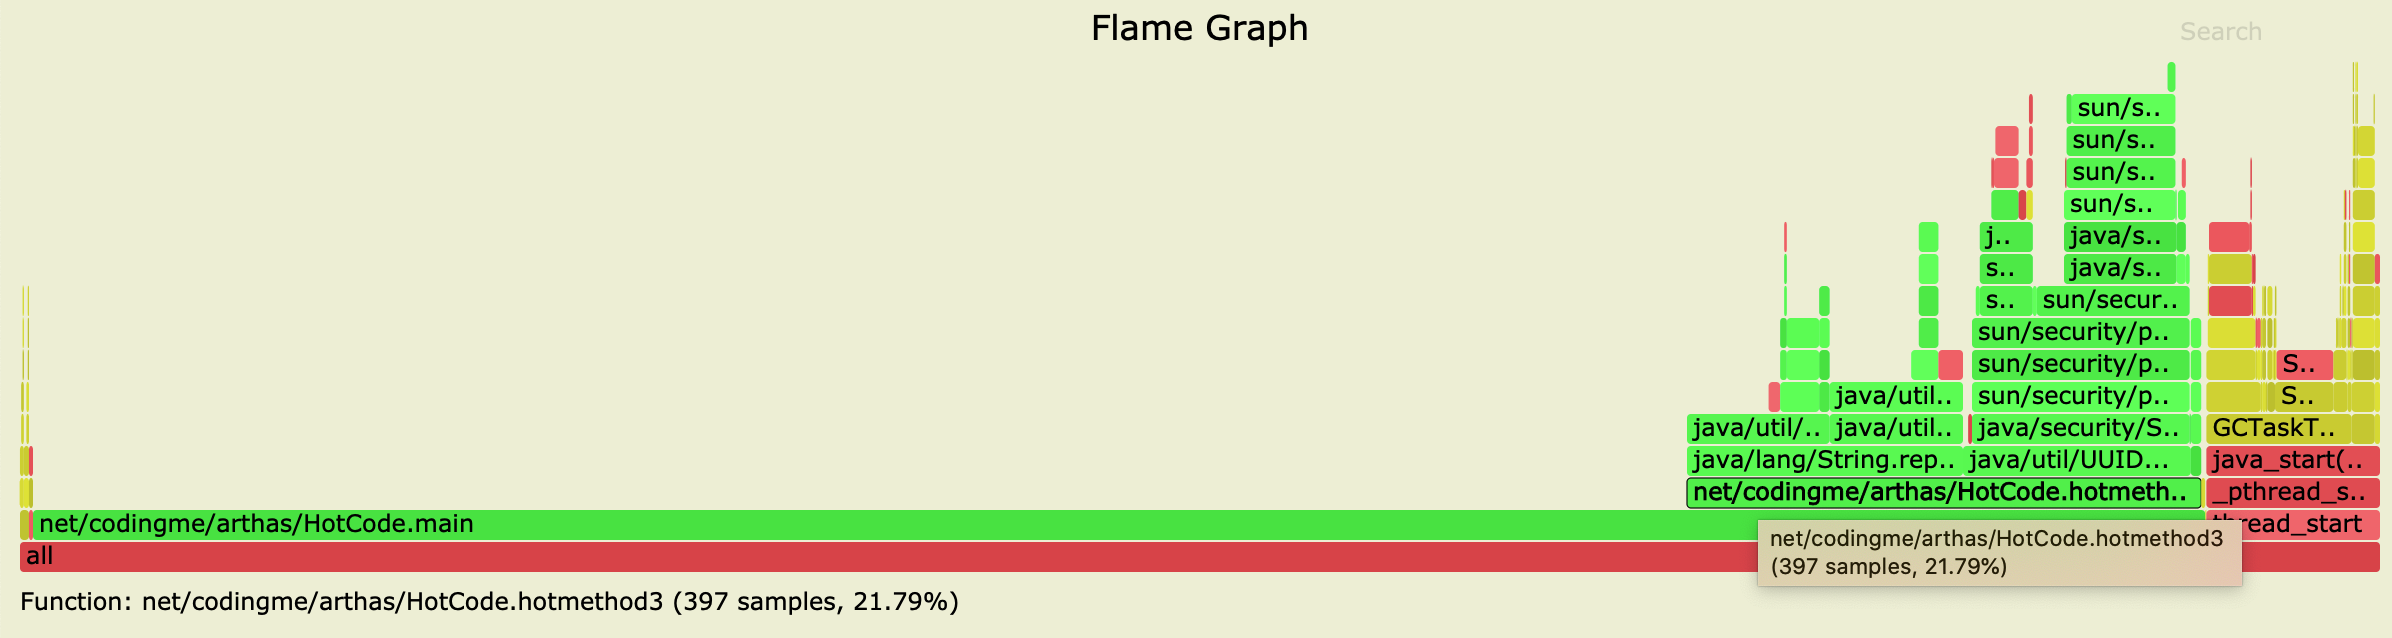 Flame Graph
Search
sun/s..
sun/s..
sun/s..
sun/s..
j.. java/s..
s.. java/s..
s.. sun/secur..
sun/security/p..
sun/security/p.. S..
java/util.. sun/security/p.. S..
java/util/.. java/util.. java/security/S.. GCTaskT..
java/lang/String.rep.. java/util/UUID... java_start(..
net/codingme/arthas/HotCode.hotmeth.. _pthread_s..
net/codingme/arthas/HotCode.main thread_start
net/codingme/arthas/HotCode.hotmethod3
(397 samples, 21.79%)
all
Function: net/codingme/arthas/HotCode.hotmethod3 (397 samples, 21.79%)